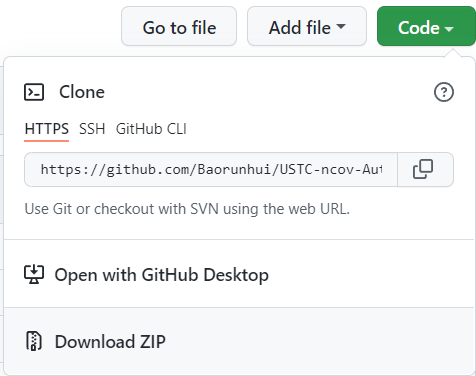 Go to file Add file Code
Clone
HTTPS SSH GitHub CLI
https://github.com/Baorunhui/USTC-ncov-Aut
Use Git or checkout with SVN using the web URL.
Open with GitHub Desktop
Download ZIP